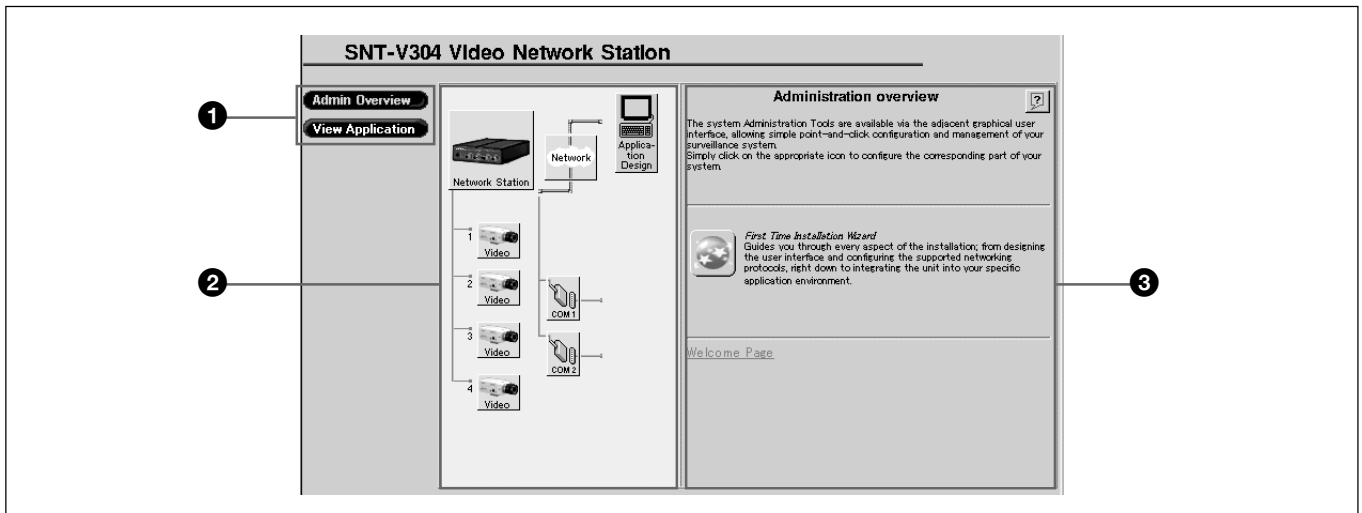 SNT-V304 Video Network Station
1
Admin Overview
View Application
2
Network Station
Network
Applica-
tion
Design
1
Video
2
Video
3
Video
4
Video
COM 1
COM 2
Administration overview
?
The system Administration Tools are available via the adjacent graphical user
interface, allowing simple point-and-click configuration and management of your
surveillance system.
Simply click on the appropriate icon to configure the corresponding part of your
system.
First Time Installation Wizard
Guides you through every aspect of the installation; from designing
the user interface and configuring the supported networking
protocols, right down to integrating the unit into your specific
application environment.
Welcome Page
3